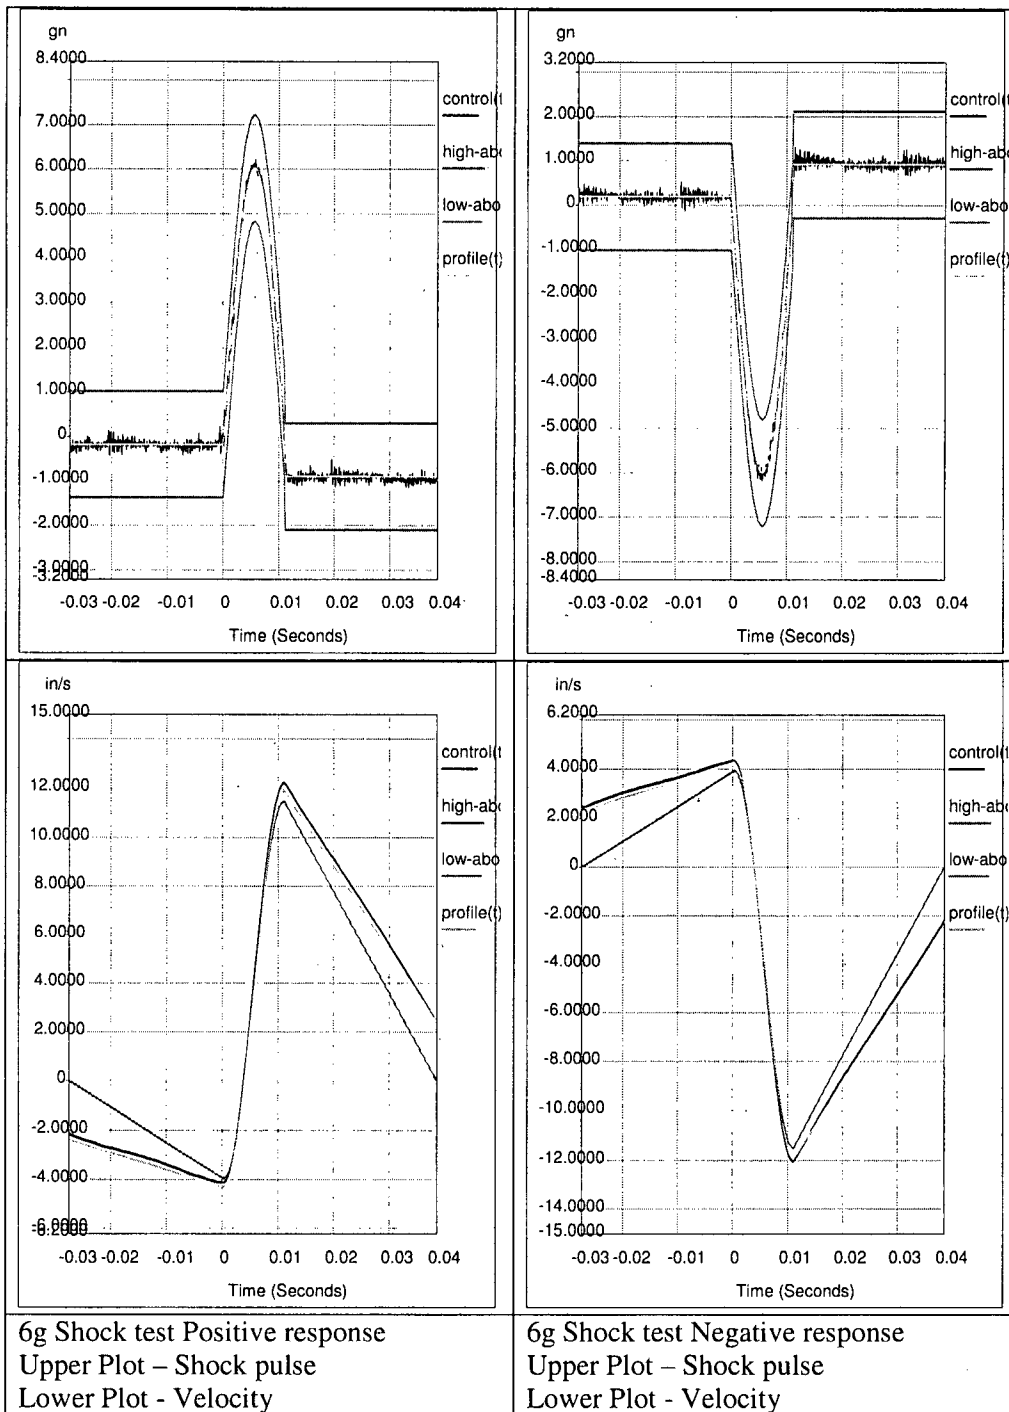 gn
8.4000
7.0000
6.0000
5.0000
4.0000
3.0000
2.0000
1.0000
0
-1.0000
-2.0000
-3.0000
-3.2000
-0.03 -0.02 -0.01 0 0.01 0.02 0.03 0.04
Time (Seconds)
control(t
high-abo
low-abo
profile(t)
gn
3.2000
2.0000
1.0000
0
-1.0000
-2.0000
-3.0000
-4.0000
-5.0000
-6.0000
-7.0000
-8.0000
-8.4000
-0.03 -0.02 -0.01 0 0.01 0.02 0.03 0.04
Time (Seconds)
control(t
high-abo
low-abo
profile(t)
in/s
15.0000
12.0000
10.0000
8.0000
6.0000
4.0000
2.0000
0
-2.0000
-4.0000
-6.0000
-6.2000
-0.03 -0.02 -0.01 0 0.01 0.02 0.03 0.04
Time (Seconds)
control(t
high-abo
low-abo
profile(t)
in/s
6.2000
4.0000
2.0000
0
-2.0000
-4.0000
-6.0000
-8.0000
-10.0000
-12.0000
-14.0000
-15.0000
-0.03 -0.02 -0.01 0 0.01 0.02 0.03 0.04
Time (Seconds)
control(t
high-abo
low-abo
profile(t)
6g Shock test Positive response
Upper Plot – Shock pulse
Lower Plot - Velocity
6g Shock test Negative response
Upper Plot – Shock pulse
Lower Plot - Velocity